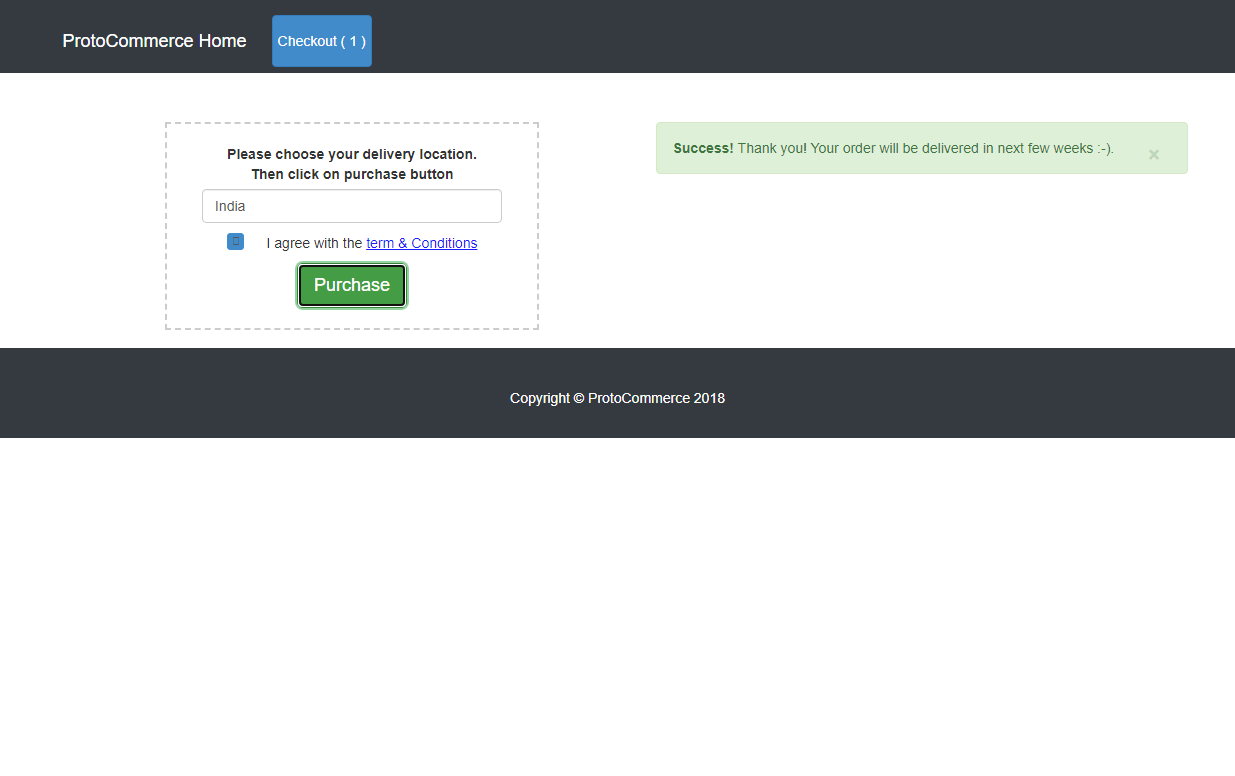 ProtoCommerce Home
Checkout ( 1 )
Please choose your delivery location.
Then click on purchase button
India
I agree with the term & Conditions
Purchase
Success! Thank you! Your order will be delivered in next few weeks :-).
×
Copyright © ProtoCommerce 2018